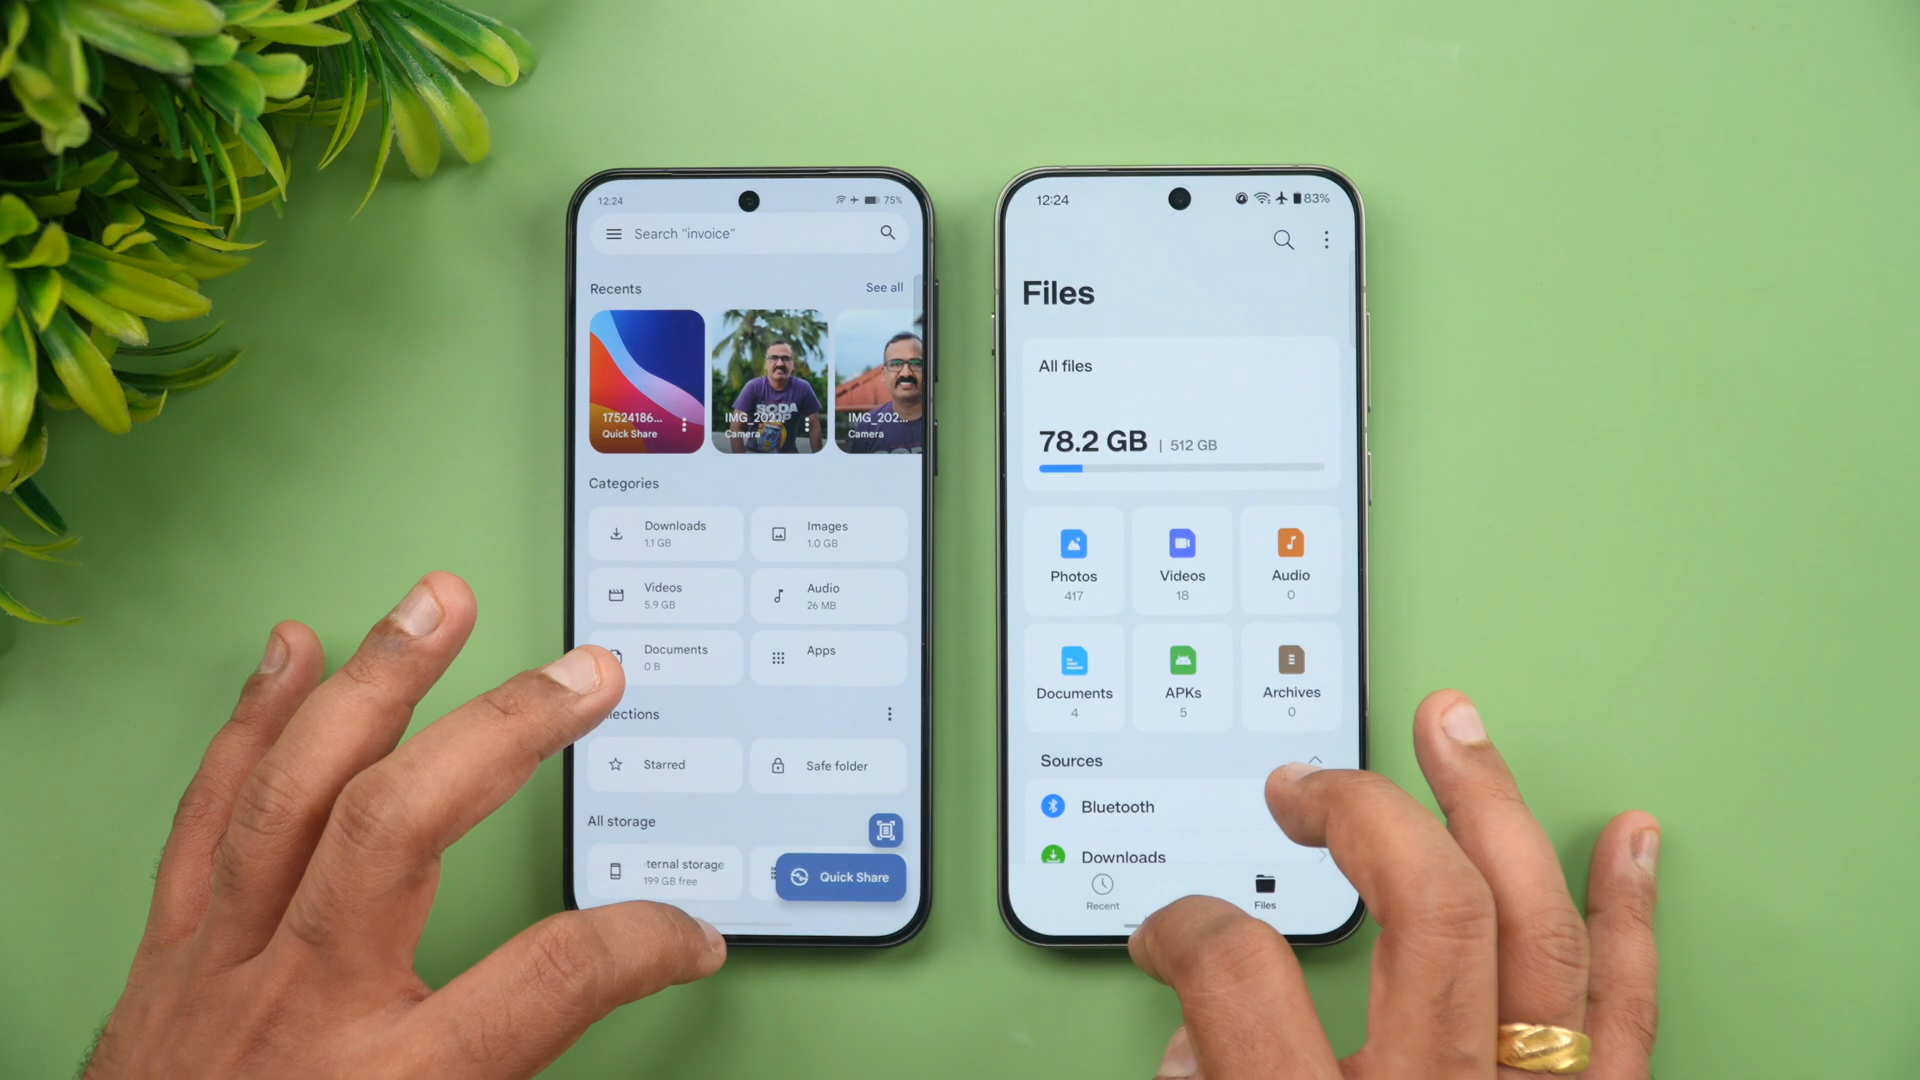 12:24
75%
Search "invoice"
Recents
See all
17524186...
Quick Share
IMG_202...
Camera
IMG_202...
Camera
SODA
Categories
Downloads
1.1 GB
Images
1.0 GB
Videos
5.9 GB
Audio
26 MB
Documents
0 B
Apps
lections
Starred
Safe folder
All storage
ternal storage
199 GB free
Quick Share
12:24
83%
Files
All files
78.2 GB | 512 GB
Photos
417
Videos
18
Audio
0
Documents
4
APKs
5
Archives
0
Sources
Bluetooth
Downloads
Recent
Files